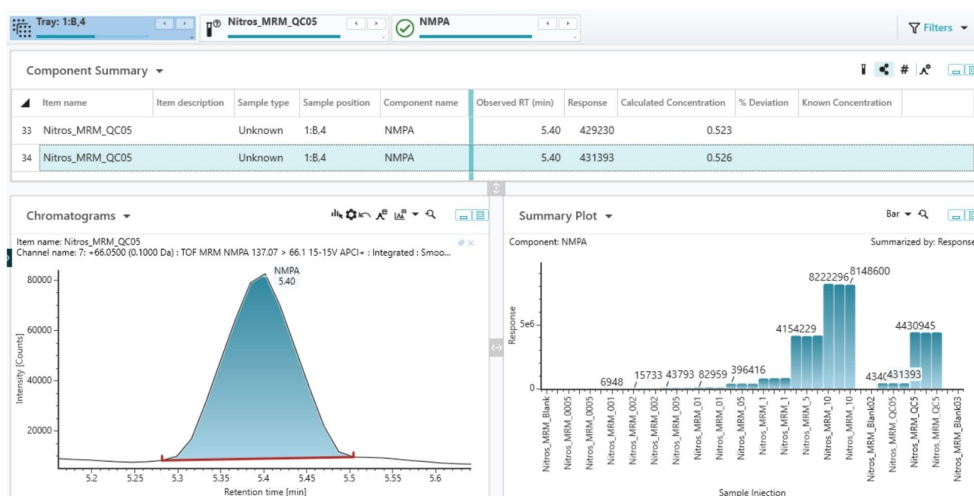 Tray: 1:B,4
Nitros_MRM_QC05
NMPA
Filters
Component Summary
Item name Item description Sample type Sample position Component name Observed RT (min) Response Calculated Concentration % Deviation Known Concentration
33 Nitros_MRM_QC05 Unknown 1:B,4 NMPA 5.40 429230 0.523
34 Nitros_MRM_QC05 Unknown 1:B,4 NMPA 5.40 431393 0.526
Chromatograms
Item name: Nitros_MRM_QC05
Channel name: 7: +66.0500 (0.1000 Da) : TOF MRM NMPA 137.07 > 66.1 15-15V APCI+ : Integrated : Smoo...
NMPA
5.40
80000
60000
40000
20000
Intensity [Counts]
5.2 5.25 5.3 5.35 5.4 5.45 5.5 5.55 5.6
Retention time [min]
Summary Plot
Bar
Component: NMPA Summarized by: Response
8222296 8148600
4154229 4430945
6948 15733 43793 82959 396416 431393
5e6
0
Response
Nitros_MRM_Blank
Nitros_MRM_0005
Nitros_MRM_0005
Nitros_MRM_001
Nitros_MRM_002
Nitros_MRM_002
Nitros_MRM_005
Nitros_MRM_01
Nitros_MRM_01
Nitros_MRM_05
Nitros_MRM_1
Nitros_MRM_1
Nitros_MRM_5
Nitros_MRM_10
Nitros_MRM_10
Nitros_MRM_Blank02
Nitros_MRM_QC05
Nitros_MRM_QC5
Nitros_MRM_QC5
Nitros_MRM_Blank03
Sample Injection